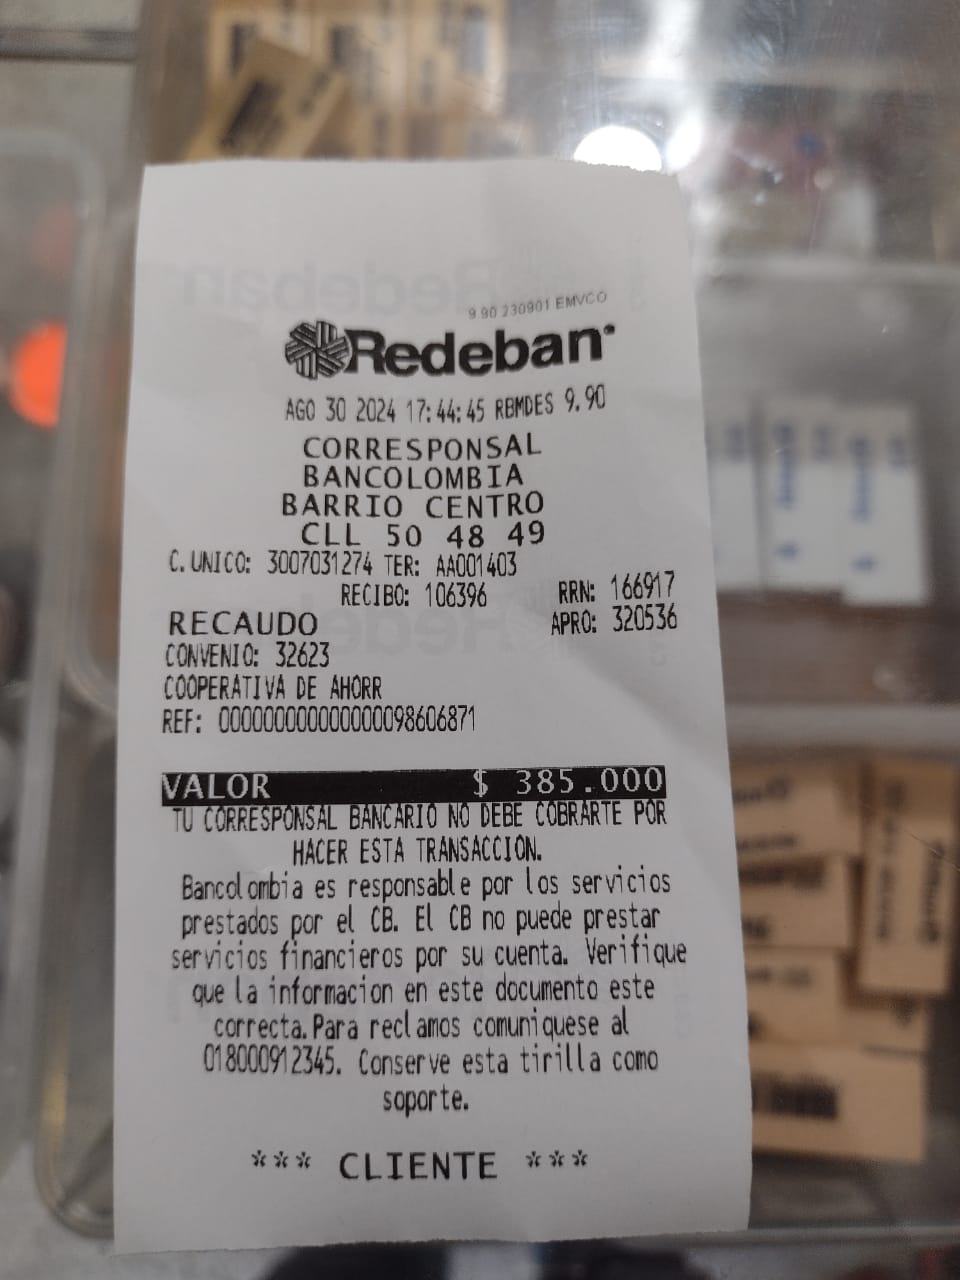 9.90 230901 EMVCO
Redeban
AGO 30 2024 17:44:45 RBMDES 9.90
CORRESPONSAL
BANCOLOMBIA
BARRIO CENTRO
CLL 50 48 49
C.UNICO: 3007031274 TER: AA001403
RECIBO: 106396 RRN: 166917
RECAUDO APRO: 320536
CONVENIO: 32623
COOPERATIVA DE AHORR
REF: 000000000000000098606871
VALOR $ 385.000
TU CORRESPONSAL BANCARIO NO DEBE COBRARTE POR
HACER ESTA TRANSACCION.
Bancolombia es responsable por los servicios
prestados por el CB. El CB no puede prestar
servicios financieros por su cuenta. Verifique
que la informacion en este documento este
correcta.Para reclamos comuniquese al
018000912345. Conserve esta tirilla como
soporte.
*** CLIENTE ***